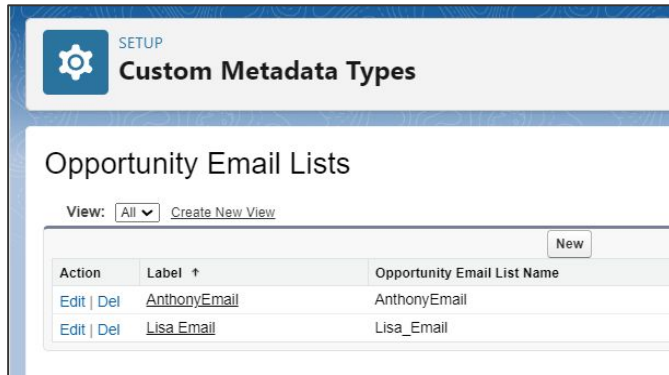 SETUP
Custom Metadata Types
Opportunity Email Lists
View: All Create New View
New
Action Label ↑ Opportunity Email List Name
Edit | Del AnthonyEmail AnthonyEmail
Edit | Del Lisa Email Lisa_Email